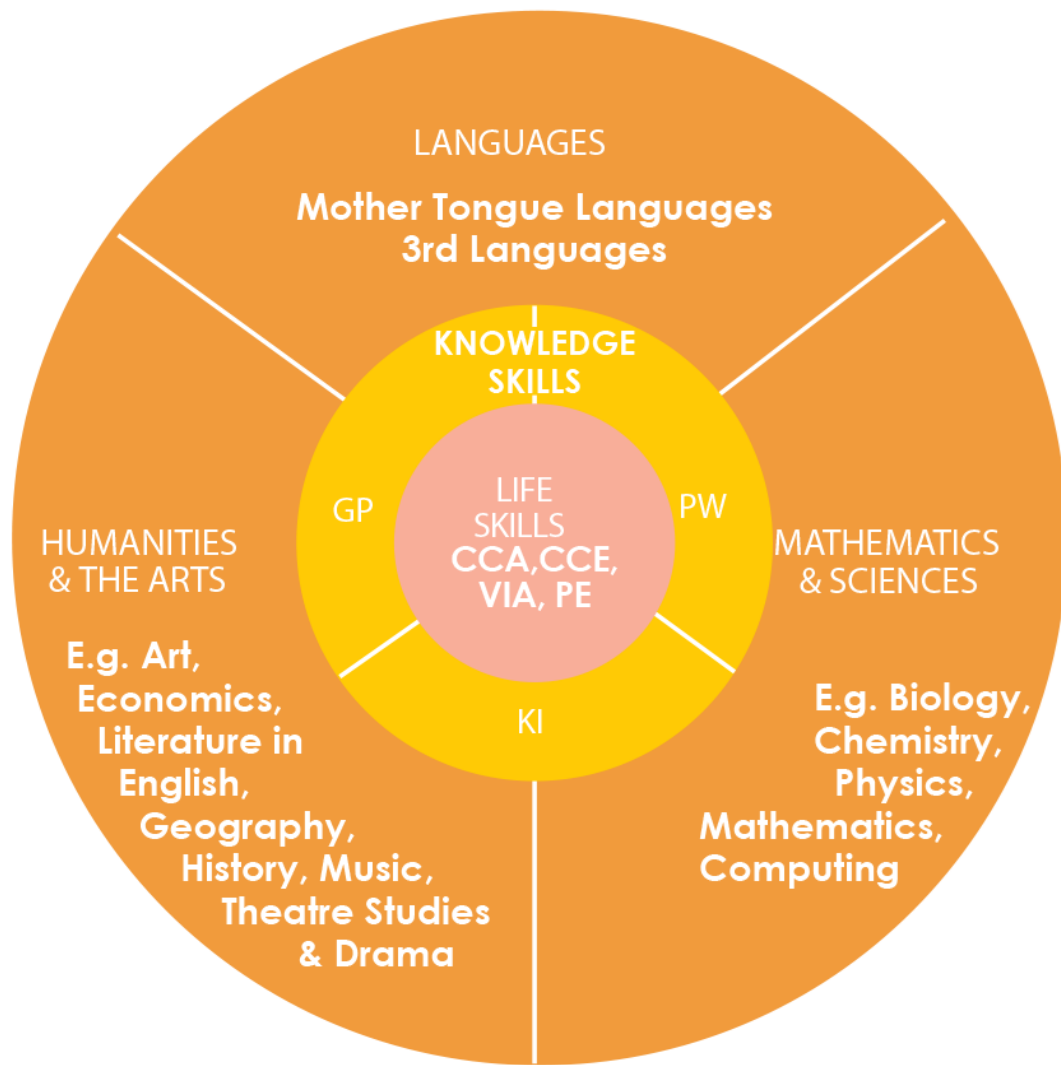 LANGUAGES
Mother Tongue Languages
3rd Languages
KNOWLEDGE
SKILLS
GP
PW
KI
LIFE
SKILLS
CCA,CCE,
VIA, PE
HUMANITIES
& THE ARTS
E.g. Art,
Economics,
Literature in
English,
Geography,
History, Music,
Theatre Studies
& Drama
MATHEMATICS
& SCIENCES
E.g. Biology,
Chemistry,
Physics,
Mathematics,
Computing